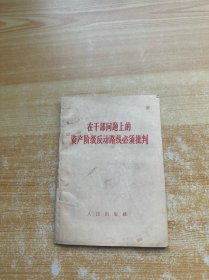 在干部问题上的
资产阶级反动路线必须批判
人民出版社